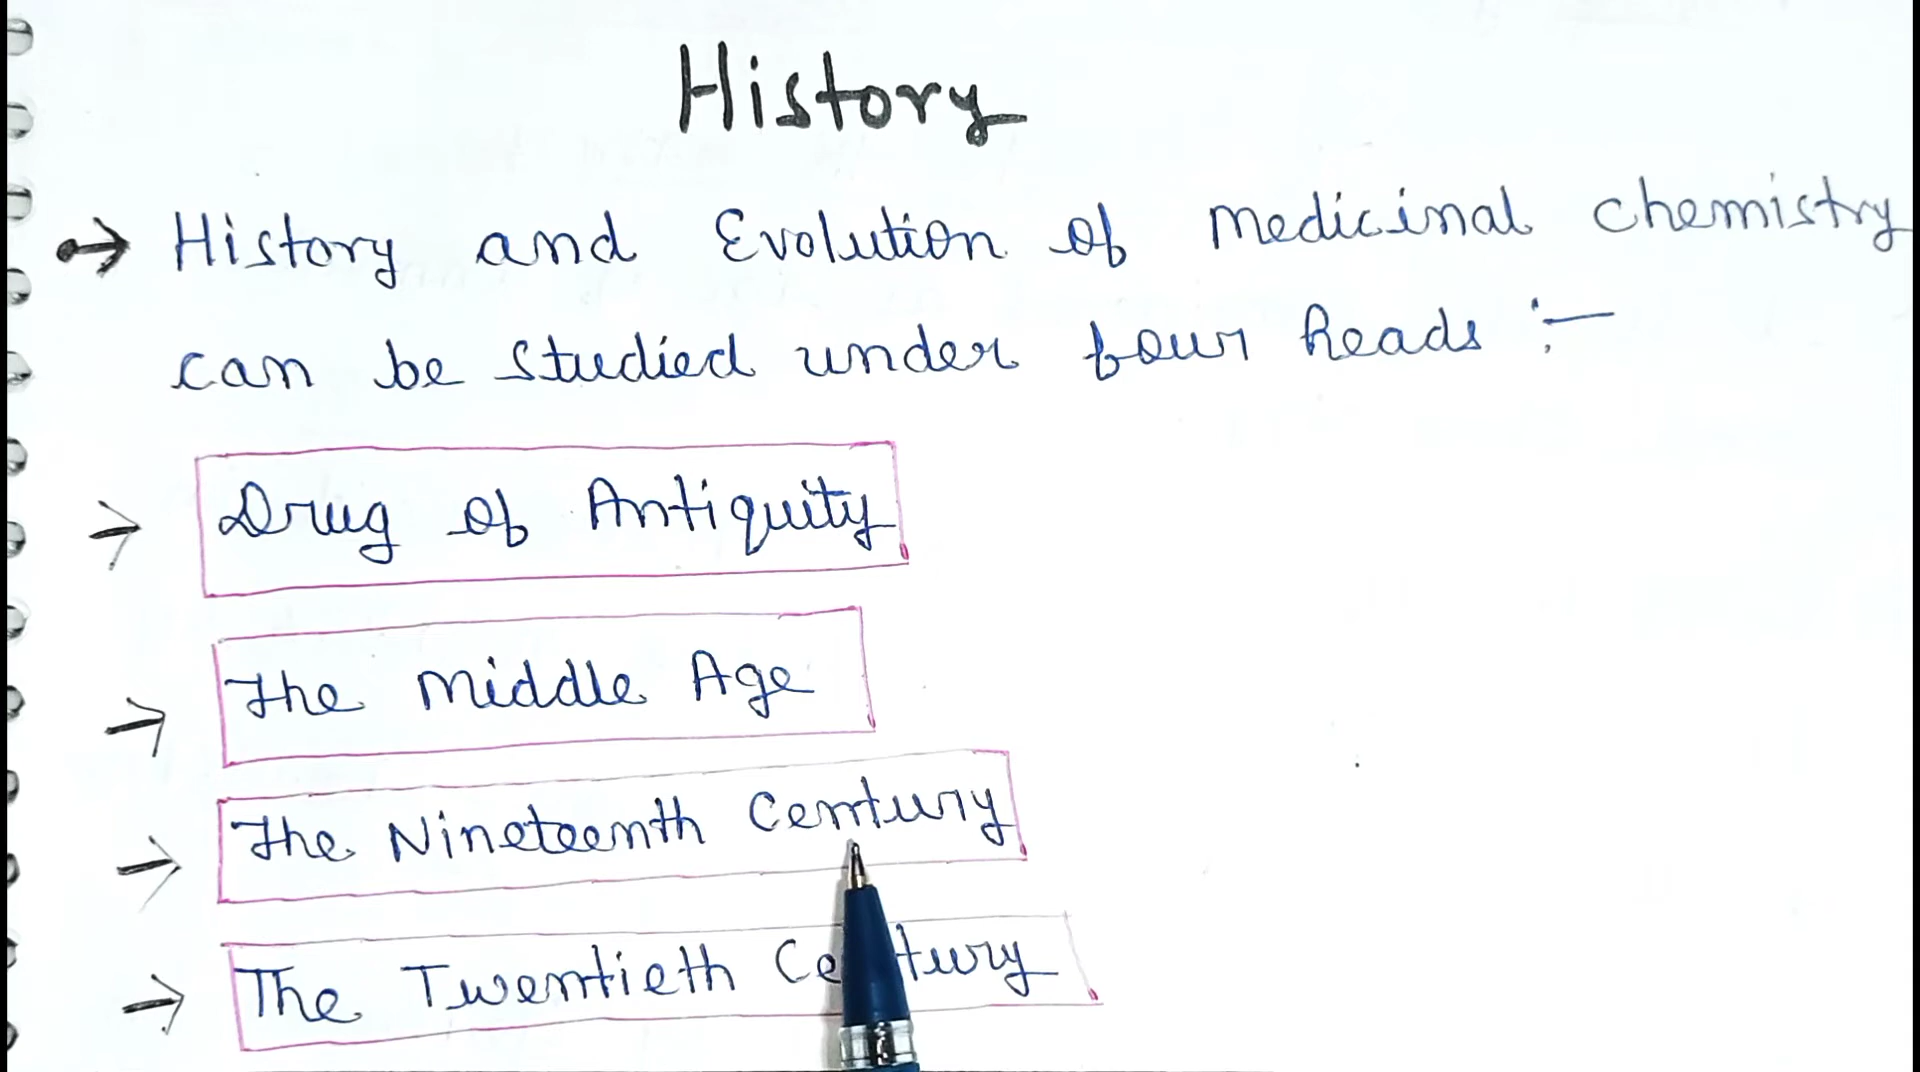 History
→ History and Evolution of medicinal chemistry
can be studied under four heads :-
→ Drug of Antiquity
→ The middle Age
→ The Nineteenth Century
→ The Twentieth Century